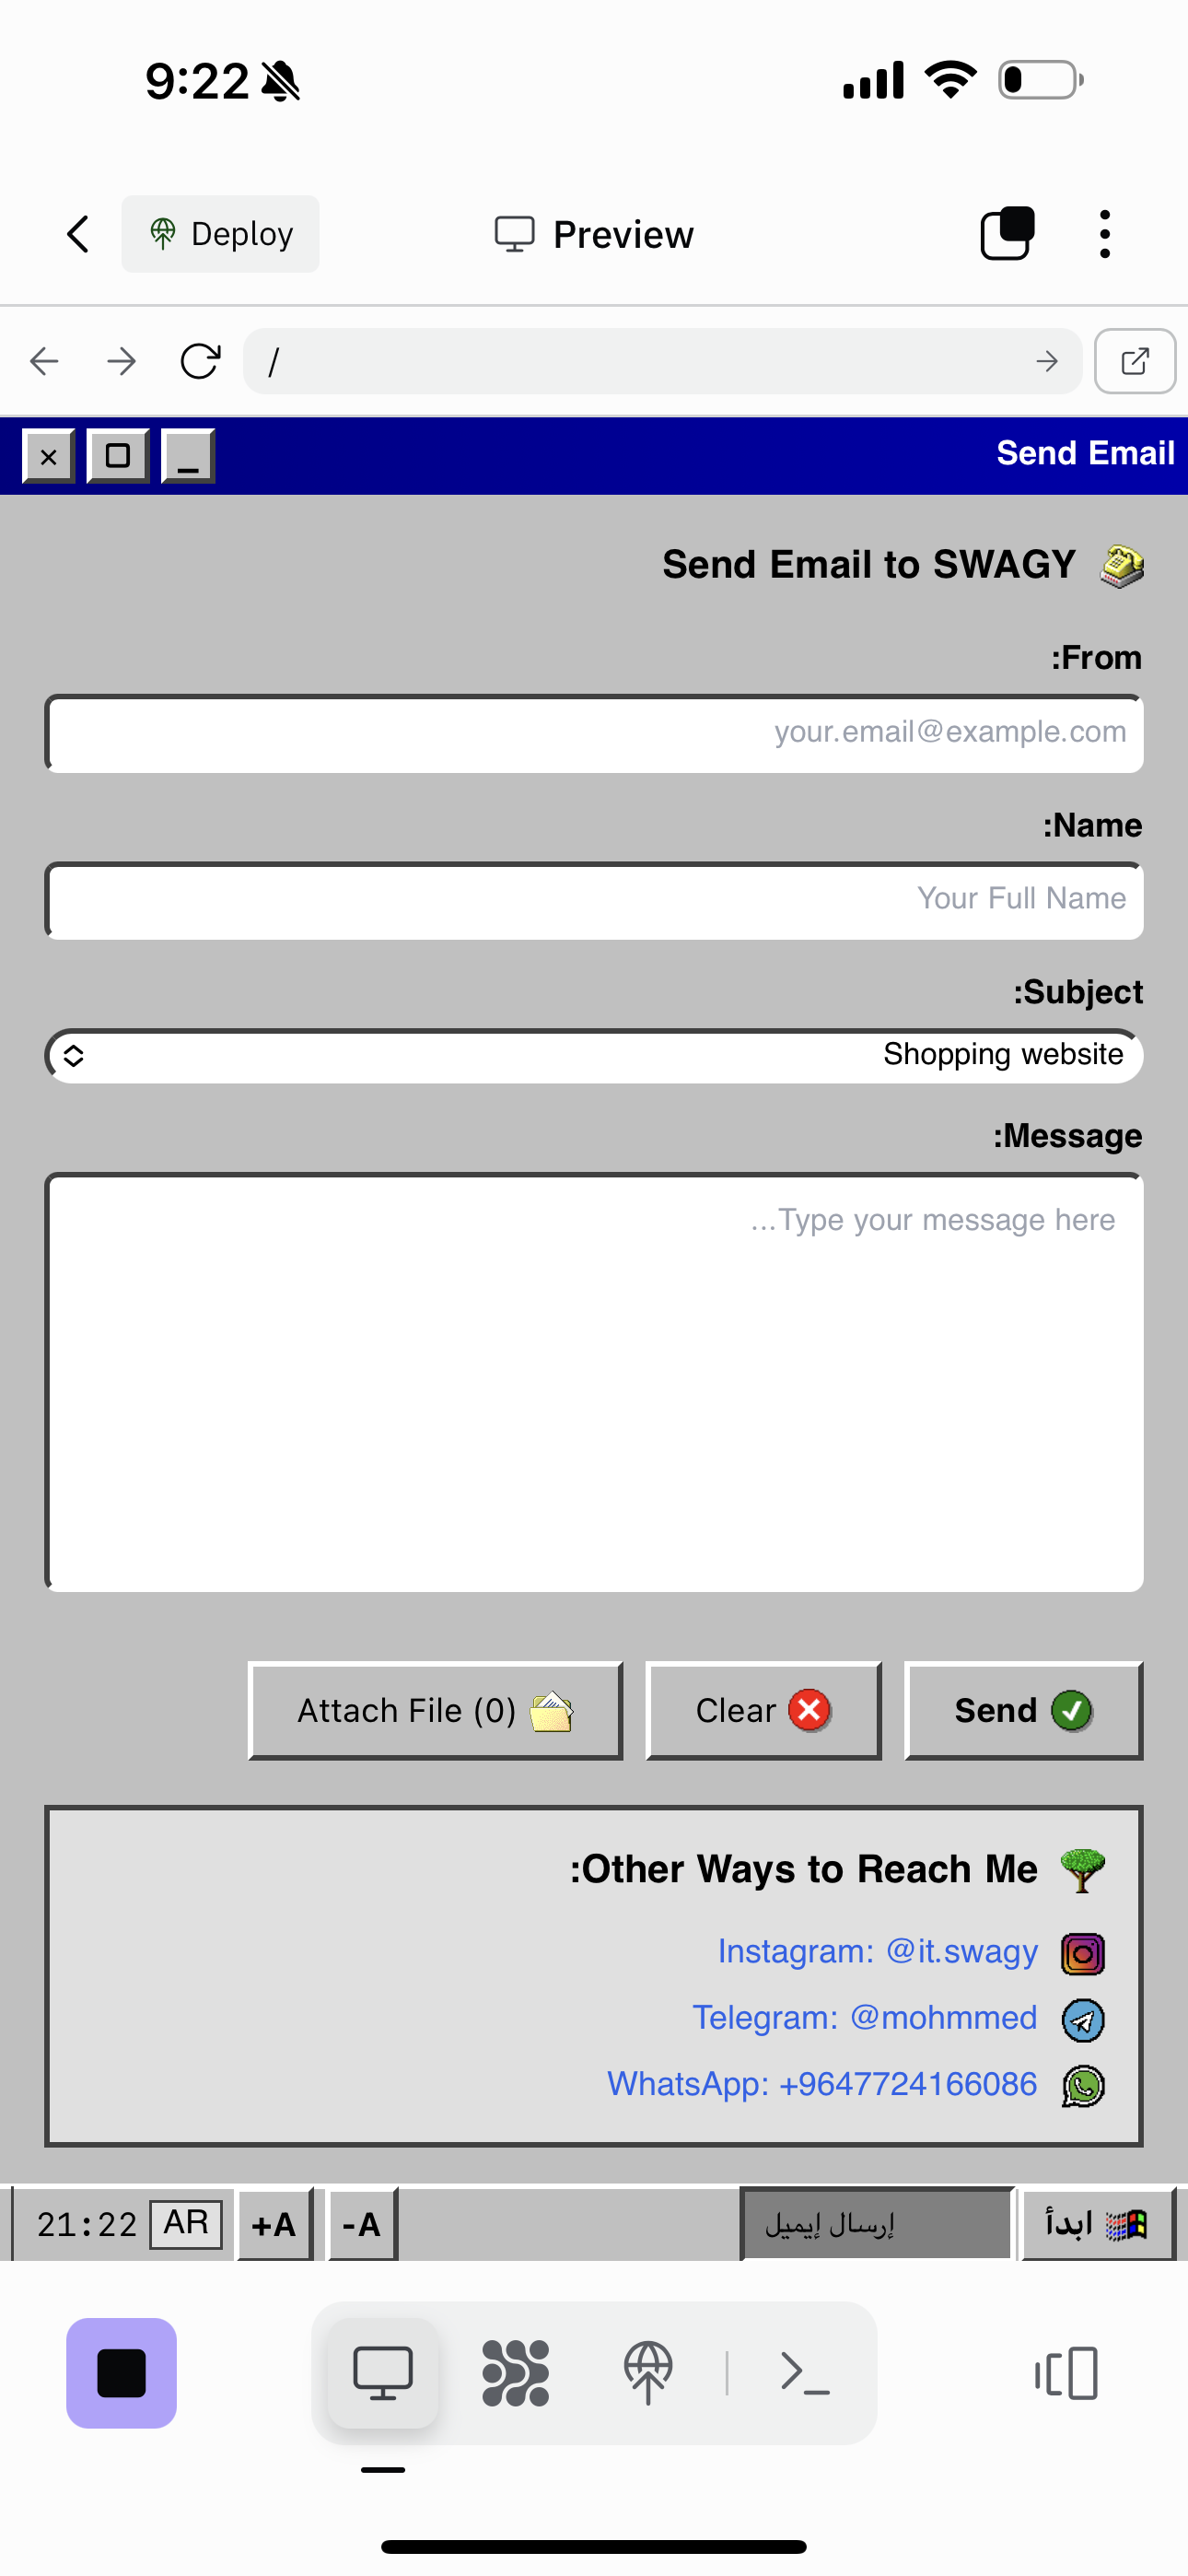 9:22
Deploy
Preview
/
Send Email
Send Email to SWAGY
:From
your.email@example.com
:Name
Your Full Name
:Subject
Shopping website
:Message
...Type your message here
Send
Clear
Attach File (0)
:Other Ways to Reach Me
Instagram: @it.swagy
Telegram: @mohmmed
WhatsApp: +9647724166086
ابدأ
إرسال إيميل
-A
+A
AR
21:22